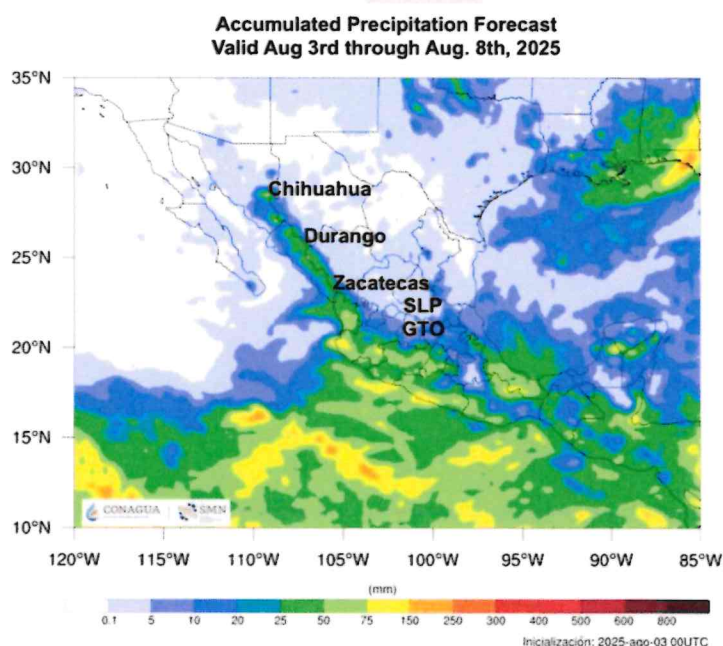 Accumulated Precipitation Forecast
Valid Aug 3rd through Aug. 8th, 2025
35°N
30°N
25°N
20°N
15°N
10°N
Chihuahua
Durango
Zacatecas
SLP
GTO
CONAGUA
SMN
120°W 115°W 110°W 105°W 100°W 95°W 90°W 85°W
(mm)
0.1 5 10 20 25 50 75 150 250 300 400 500 600 800
Inicialización: 2025-ago-03 00UTC